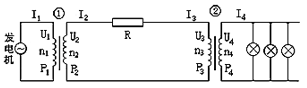 I₁ ① I₂ I₃ ② I₄
发电机
U₁ U₂ R U₃ U₄
n₁ n₂ n₃ n₄
P₁ P₂ P₃ P₄